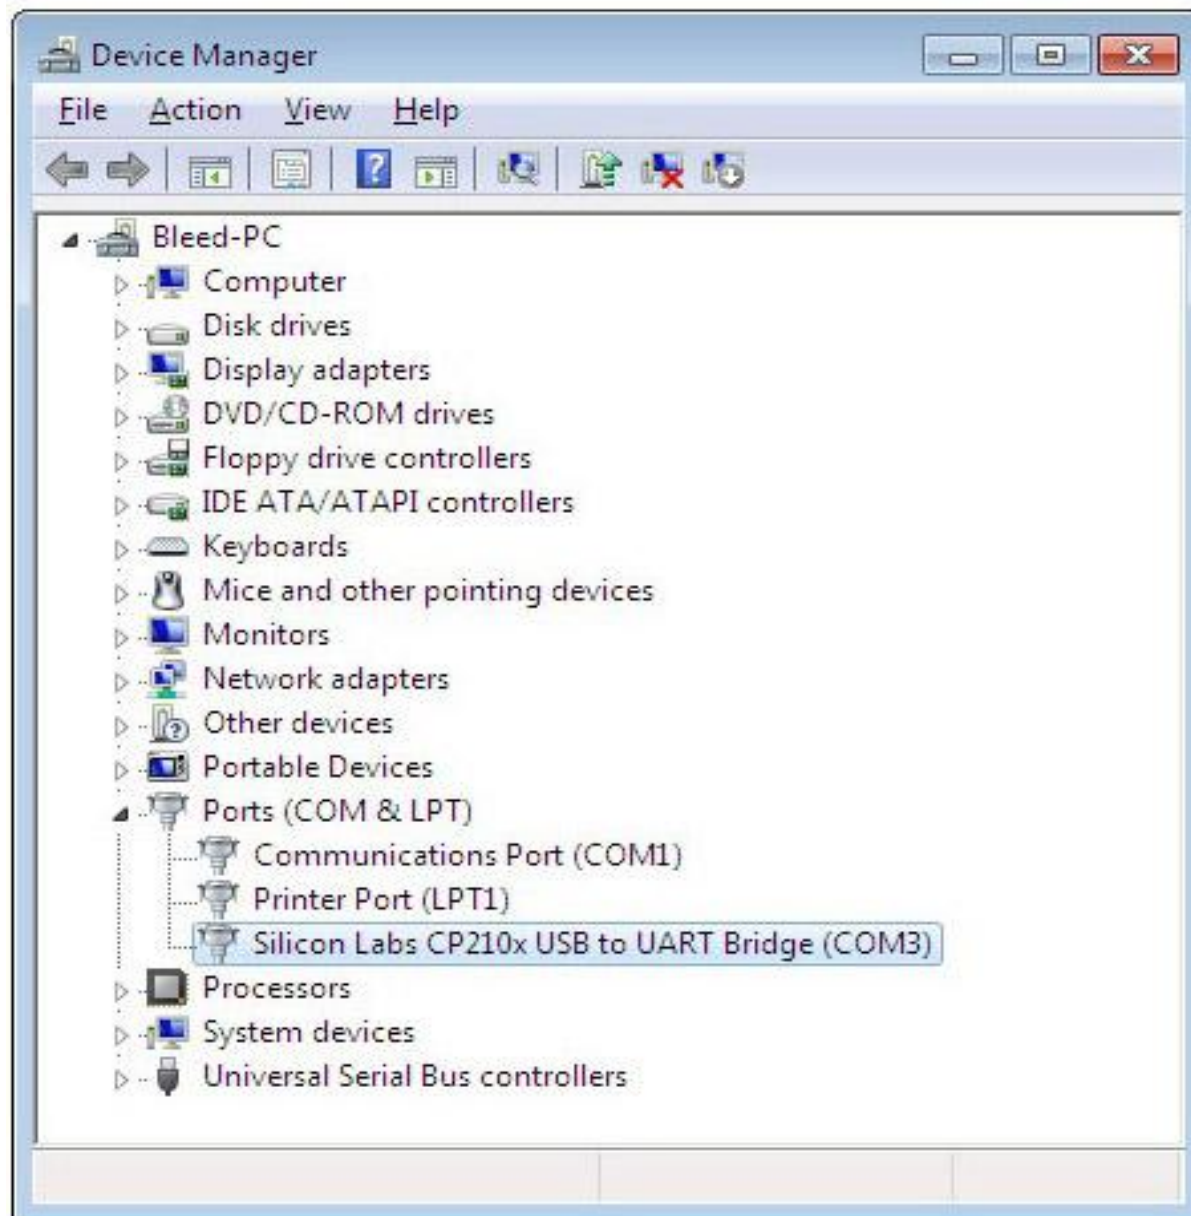 Device Manager
File Action View Help
Bleed-PC
Computer
Disk drives
Display adapters
DVD/CD-ROM drives
Floppy drive controllers
IDE ATA/ATAPI controllers
Keyboards
Mice and other pointing devices
Monitors
Network adapters
Other devices
Portable Devices
Ports (COM & LPT)
Communications Port (COM1)
Printer Port (LPT1)
Silicon Labs CP210x USB to UART Bridge (COM3)
Processors
System devices
Universal Serial Bus controllers